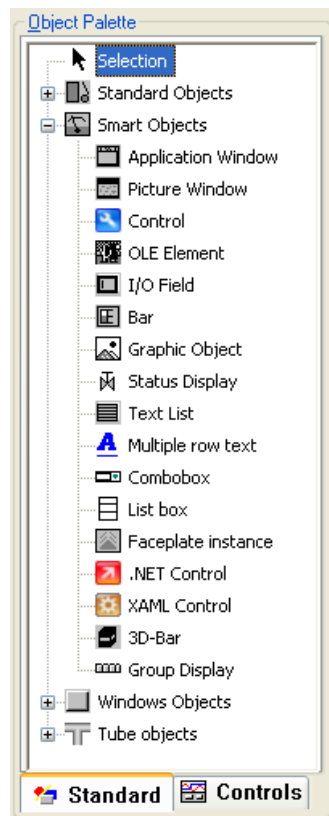 Object Palette
Selection
Standard Objects
Smart Objects
Application Window
Picture Window
Control
OLE Element
I/O Field
Bar
Graphic Object
Status Display
Text List
Multiple row text
Combobox
List box
Faceplate instance
.NET Control
XAML Control
3D-Bar
Group Display
Windows Objects
Tube objects
Standard Controls